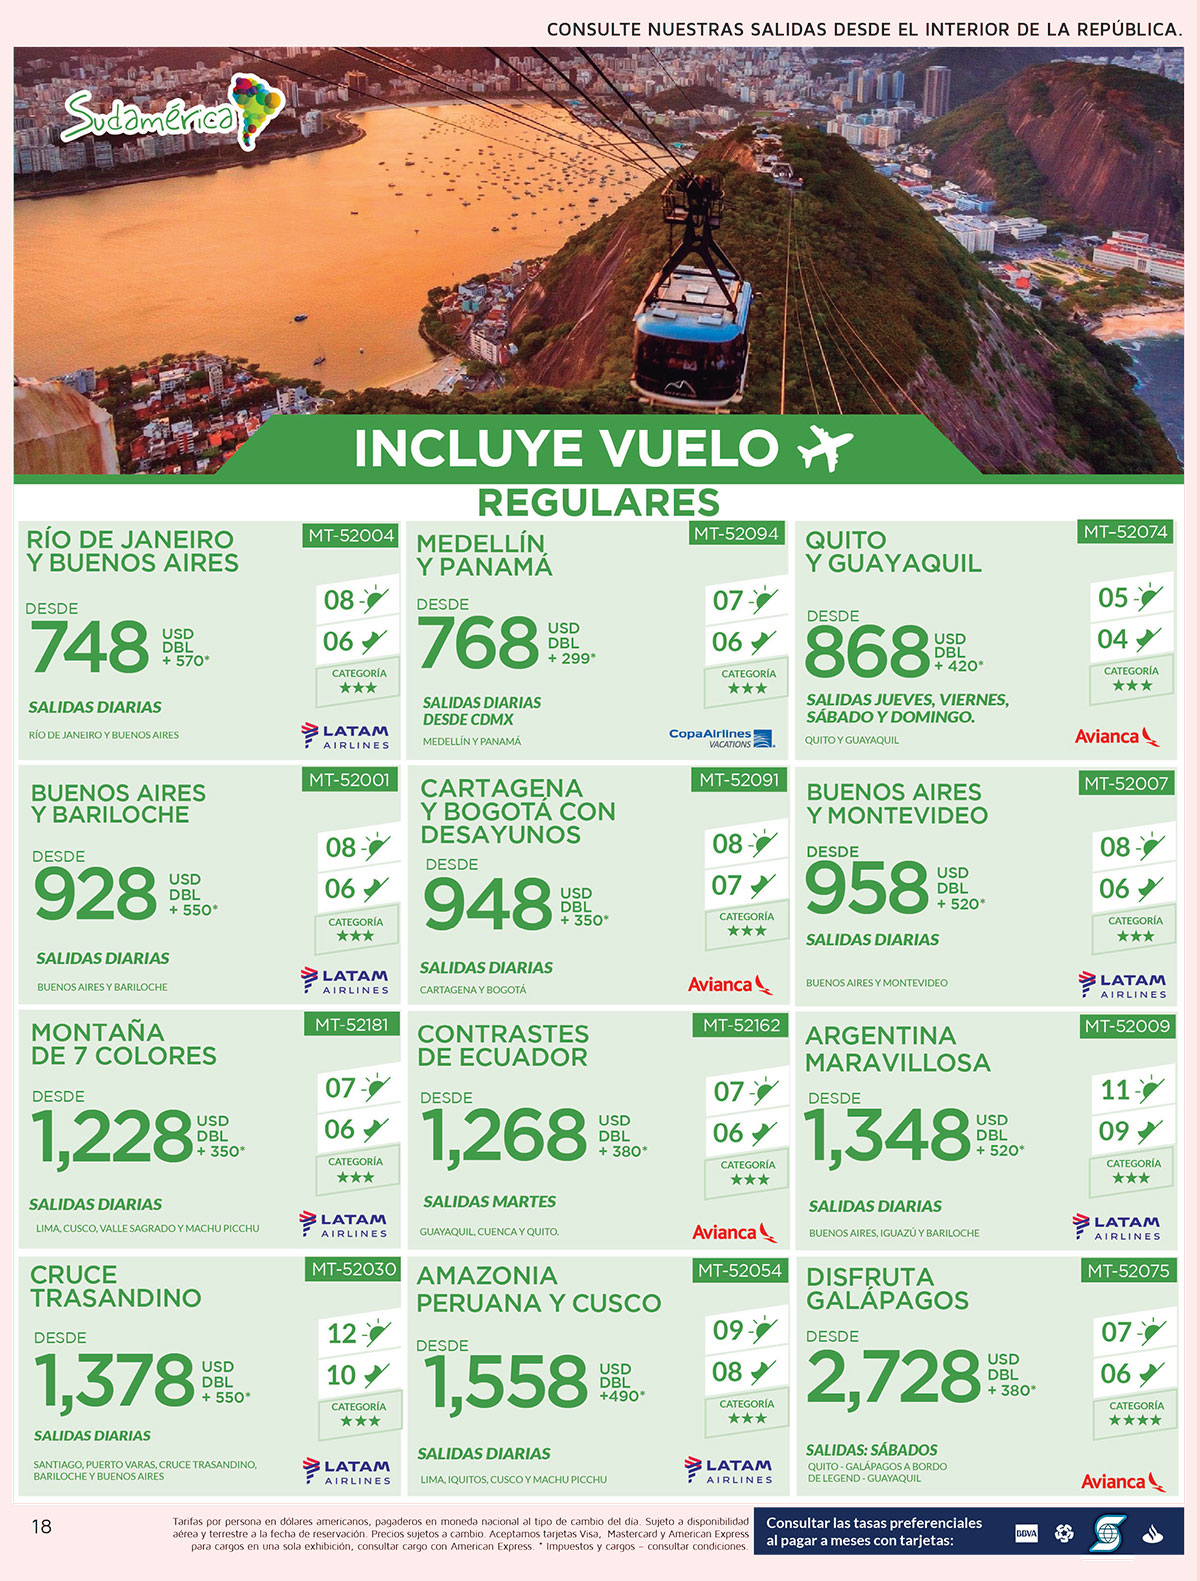 CONSULTE NUESTRAS SALIDAS DESDE EL INTERIOR DE LA REPÚBLICA.
Sudamérica
INCLUYE VUELO
REGULARES
RÍO DE JANEIRO
Y BUENOS AIRES
MT-52004
DESDE
748
USD
DBL
+ 570*
08
06
CATEGORÍA
SALIDAS DIARIAS
RÍO DE JANEIRO Y BUENOS AIRES
LATAM
AIRLINES
MEDELLÍN
Y PANAMÁ
MT-52094
DESDE
768
USD
DBL
+ 299*
07
06
CATEGORÍA
SALIDAS DIARIAS
DESDE CDMX
MEDELLÍN Y PANAMÁ
CopaAirlines
VACATIONS
QUITO
Y GUAYAQUIL
MT-52074
DESDE
868
USD
DBL
+ 420*
05
04
CATEGORÍA
SALIDAS JUEVES, VIERNES,
SÁBADO Y DOMINGO.
QUITO Y GUAYAQUIL
Avianca
BUENOS AIRES
Y BARILOCHE
MT-52001
DESDE
928
USD
DBL
+ 550*
08
06
CATEGORÍA
SALIDAS DIARIAS
BUENOS AIRES Y BARILOCHE
LATAM
AIRLINES
CARTAGENA
Y BOGOTÁ CON
DESAYUNOS
MT-52091
DESDE
948
USD
DBL
+ 350*
08
07
CATEGORÍA
SALIDAS DIARIAS
CARTAGENA Y BOGOTÁ
Avianca
BUENOS AIRES
Y MONTEVIDEO
MT-52007
DESDE
958
USD
DBL
+ 520*
08
06
CATEGORÍA
SALIDAS DIARIAS
BUENOS AIRES Y MONTEVIDEO
LATAM
AIRLINES
MONTAÑA
DE 7 COLORES
MT-52181
DESDE
1,228
USD
DBL
+ 350*
07
06
CATEGORÍA
SALIDAS DIARIAS
LIMA, CUSCO, VALLE SAGRADO Y MACHU PICCHU
LATAM
AIRLINES
CONTRASTES
DE ECUADOR
MT-52162
DESDE
1,268
USD
DBL
+ 380*
07
06
CATEGORÍA
SALIDAS MARTES
GUAYAQUIL, CUENCA Y QUITO.
Avianca
ARGENTINA
MARAVILLOSA
MT-52009
DESDE
1,348
USD
DBL
+ 520*
11
09
CATEGORÍA
SALIDAS DIARIAS
BUENOS AIRES, IGUAZÚ Y BARILOCHE
LATAM
AIRLINES
CRUCE
TRASANDINO
MT-52030
DESDE
1,378
USD
DBL
+ 550*
12
10
CATEGORÍA
SALIDAS DIARIAS
SANTIAGO, PUERTO VARAS, CRUCE TRASANDINO,
BARILOCHE Y BUENOS AIRES
LATAM
AIRLINES
AMAZONIA
PERUANA Y CUSCO
MT-52054
DESDE
1,558
USD
DBL
+490*
09
08
CATEGORÍA
SALIDAS DIARIAS
LIMA, IQUITOS, CUSCO Y MACHU PICCHU
LATAM
AIRLINES
DISFRUTA
GALÁPAGOS
MT-52075
DESDE
2,728
USD
DBL
+ 380*
07
06
CATEGORÍA
SALIDAS: SÁBADOS
QUITO - GALÁPAGOS A BORDO
DE LEGEND - GUAYAQUIL
Avianca
18
Tarifas por persona en dólares americanos, pagaderos en moneda nacional al tipo de cambio del día. Sujeto a disponibilidad
aérea y terrestre a la fecha de reservación. Precios sujetos a cambio. Aceptamos tarjetas Visa, Mastercard y American Express
para cargos en una sola exhibición, consultar cargo con American Express. * Impuestos y cargos – consultar condiciones.
Consultar las tasas preferenciales
al pagar a meses con tarjetas:
BBVA